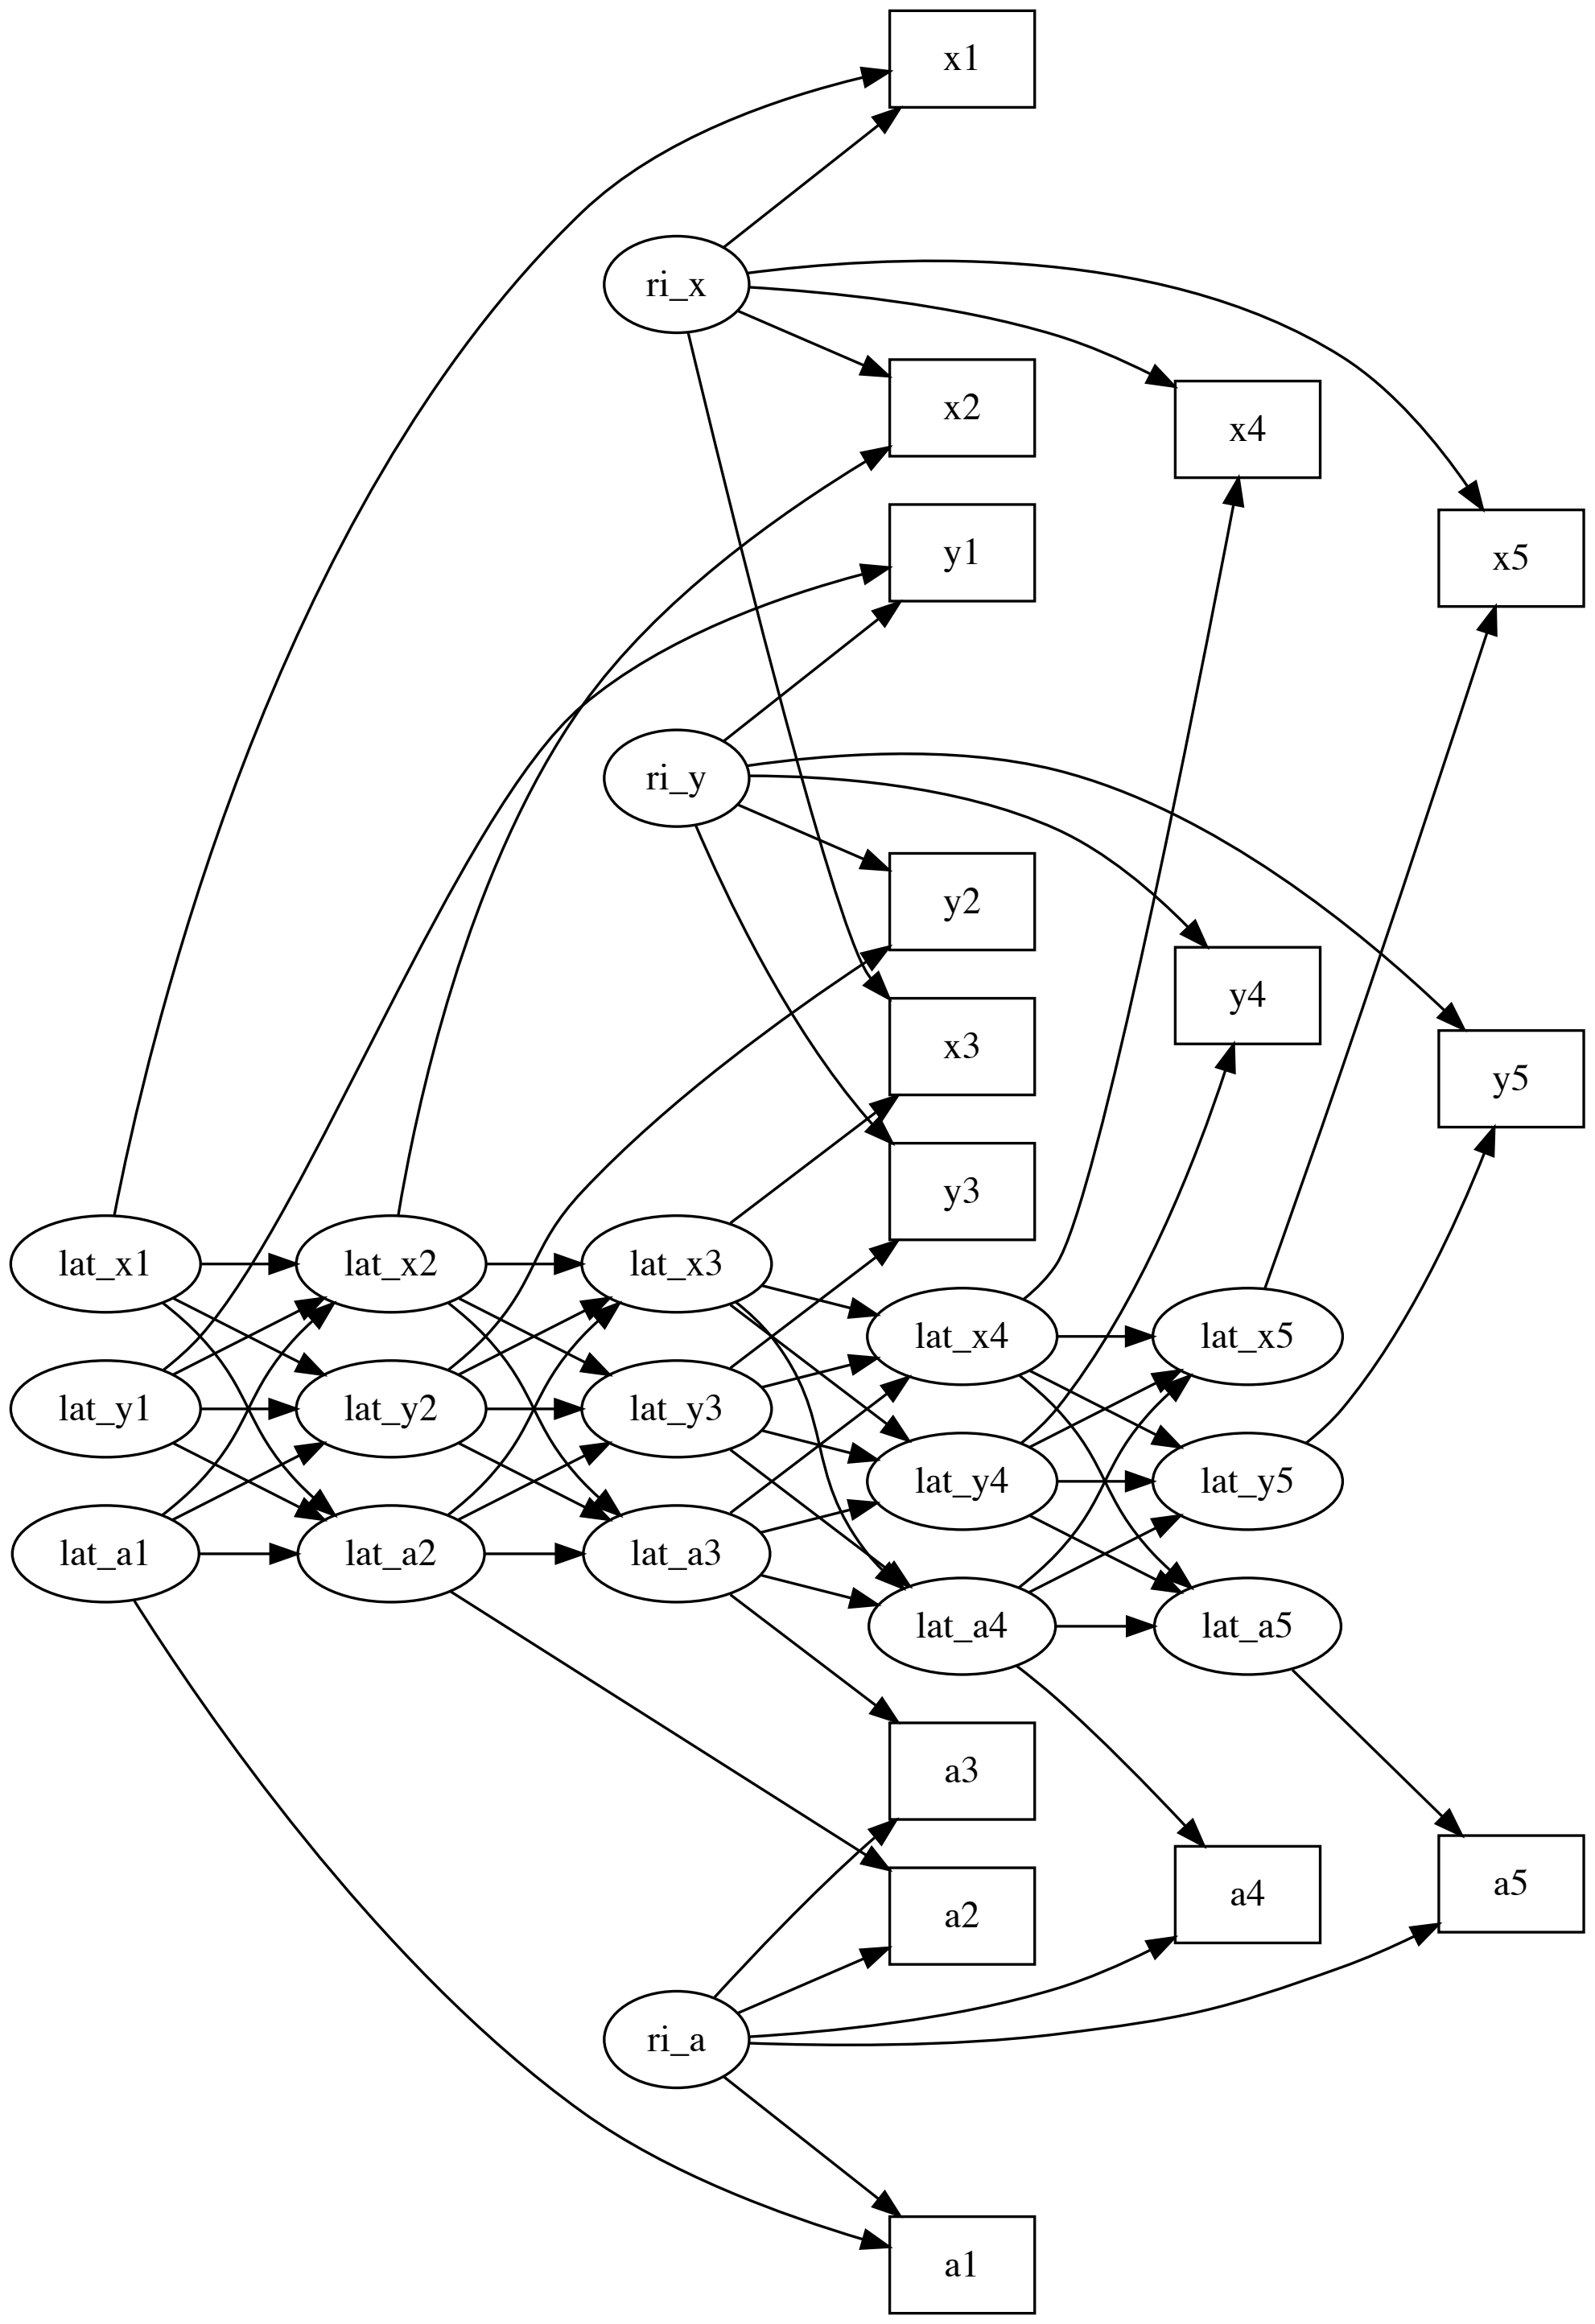 x1
ri_x
x2
x4
y1
x5
ri_y
y2
y4
x3
y5
y3
lat_x1
lat_x2
lat_x3
lat_x4
lat_x5
lat_y1
lat_y2
lat_y3
lat_y4
lat_y5
lat_a1
lat_a2
lat_a3
lat_a4
lat_a5
a3
a4
a5
a2
ri_a
a1